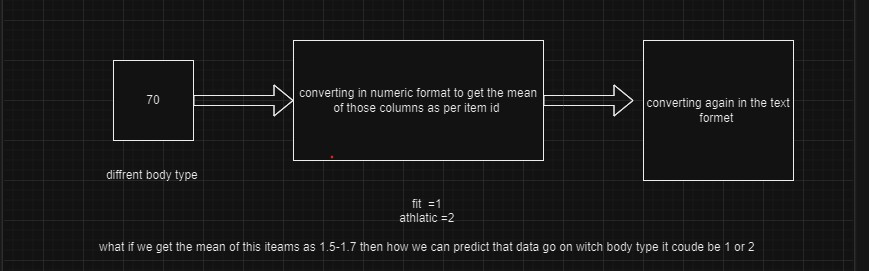 70
converting in numeric format to get the mean
of those columns as per item id
converting again in the text
formet
diffrent body type
fit =1
athlatic =2
what if we get the mean of this iteams as 1.5-1.7 then how we can predict that data go on witch body type it coude be 1 or 2